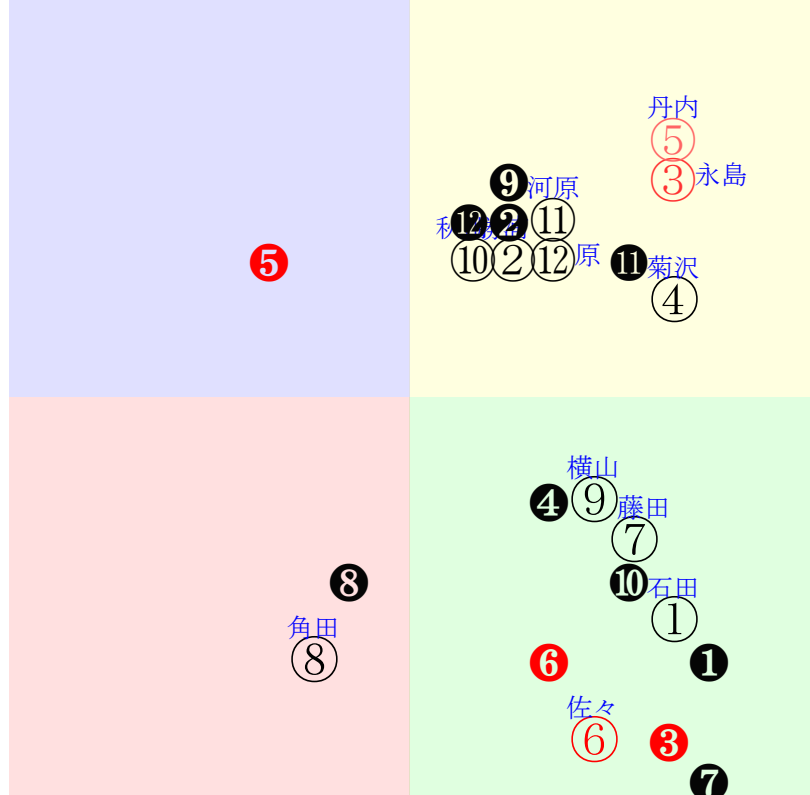 丹内
⑤
❾
河原
③
永島
⓬
❷
⑪
⑩
②
⑫
原
❺
⓫
菊沢
④
横山
❹
⑨
藤田
⑦
❽
❿
石田
①
角田
⑧
❻
❶
佐々
⑥
❸
❼